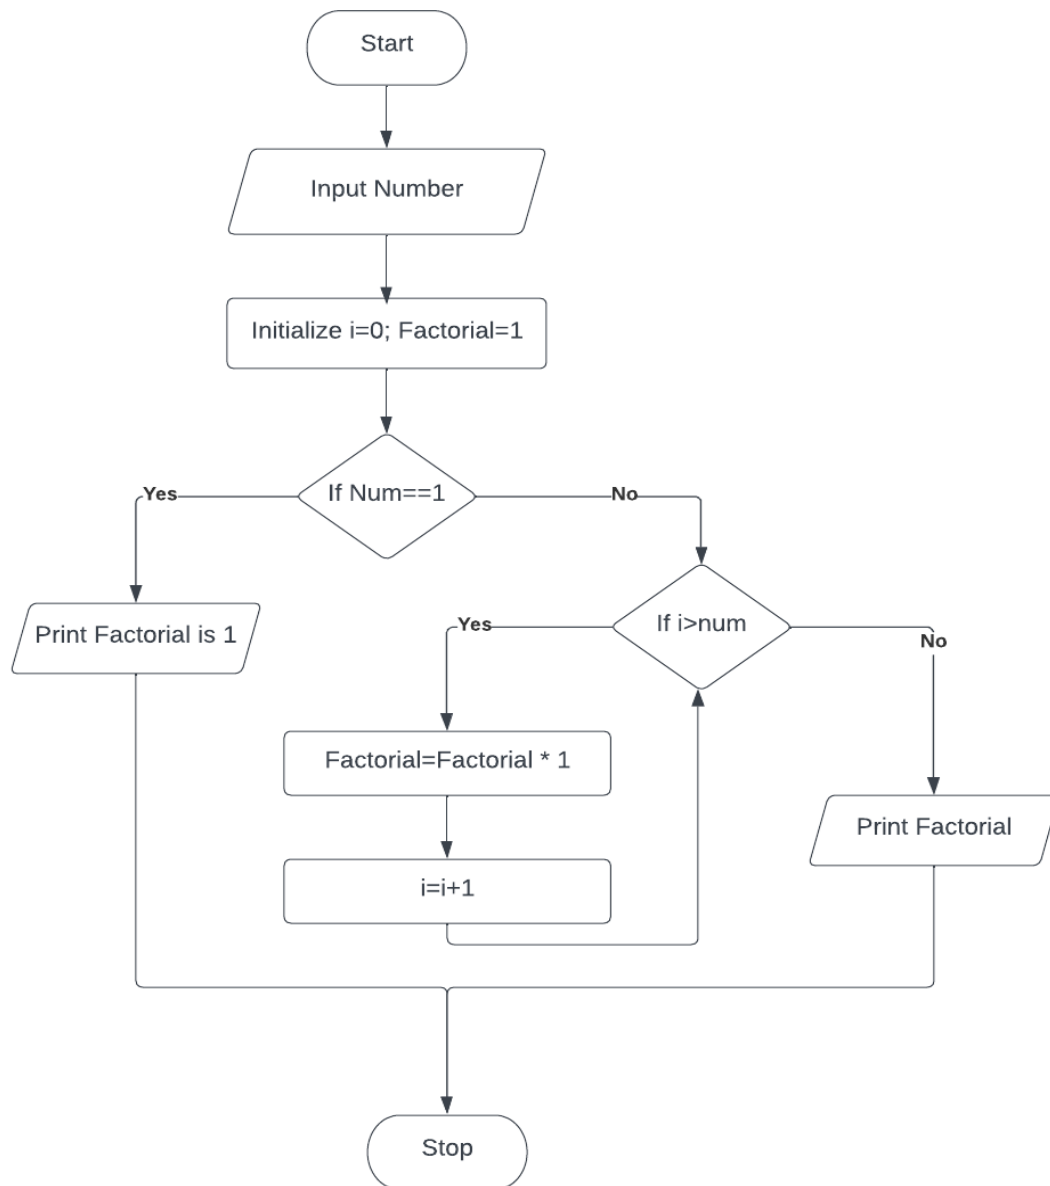 Start
Input Number
Initialize i=0; Factorial=1
If Num==1
Yes
No
Print Factorial is 1
If i>num
Yes
No
Factorial=Factorial * 1
i=i+1
Print Factorial
Stop